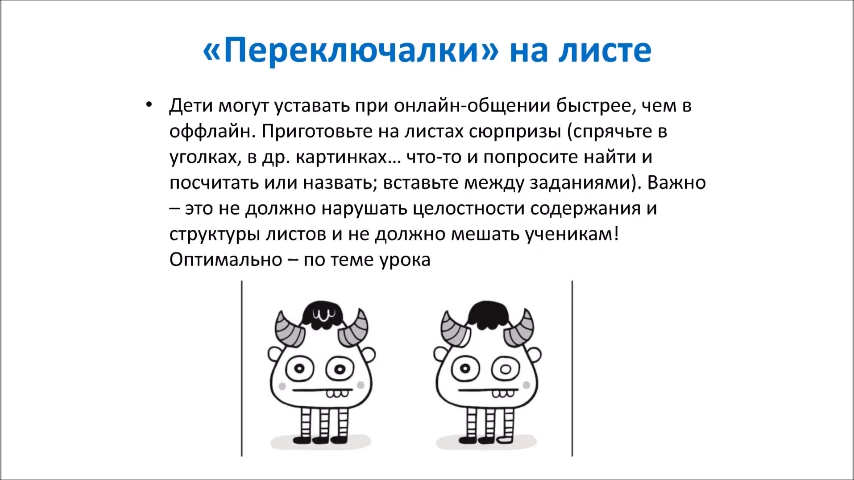 «Переключалки» на листе
• Дети могут уставать при онлайн-общении быстрее, чем в
оффлайн. Приготовьте на листах сюрпризы (спрячьте в
уголках, в др. картинках… что-то и попросите найти и
посчитать или назвать; вставьте между заданиями). Важно
– это не должно нарушать целостности содержания и
структуры листов и не должно мешать ученикам!
Оптимально – по теме урока